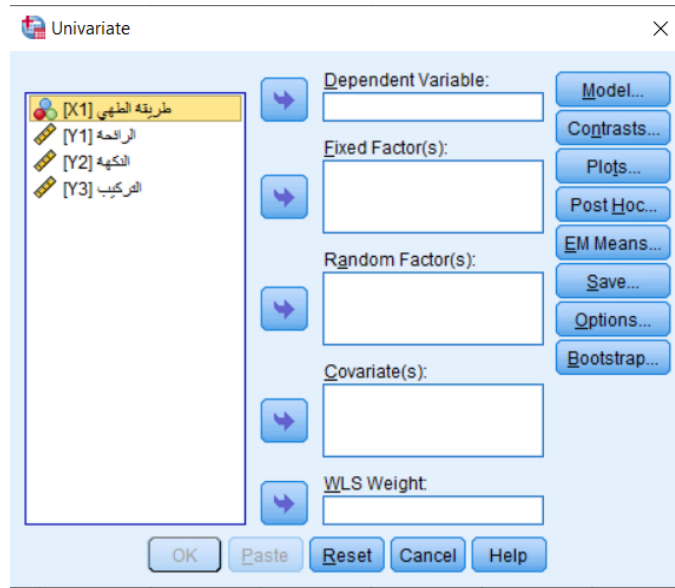 Univariate
طريقة الطهي [X1]
الرائحة [Y1]
النكهة [Y2]
التركيب [Y3]
Dependent Variable:
Fixed Factor(s):
Random Factor(s):
Covariate(s):
WLS Weight:
Model...
Contrasts...
Plots...
Post Hoc...
EM Means...
Save...
Options...
Bootstrap...
OK
Paste
Reset
Cancel
Help